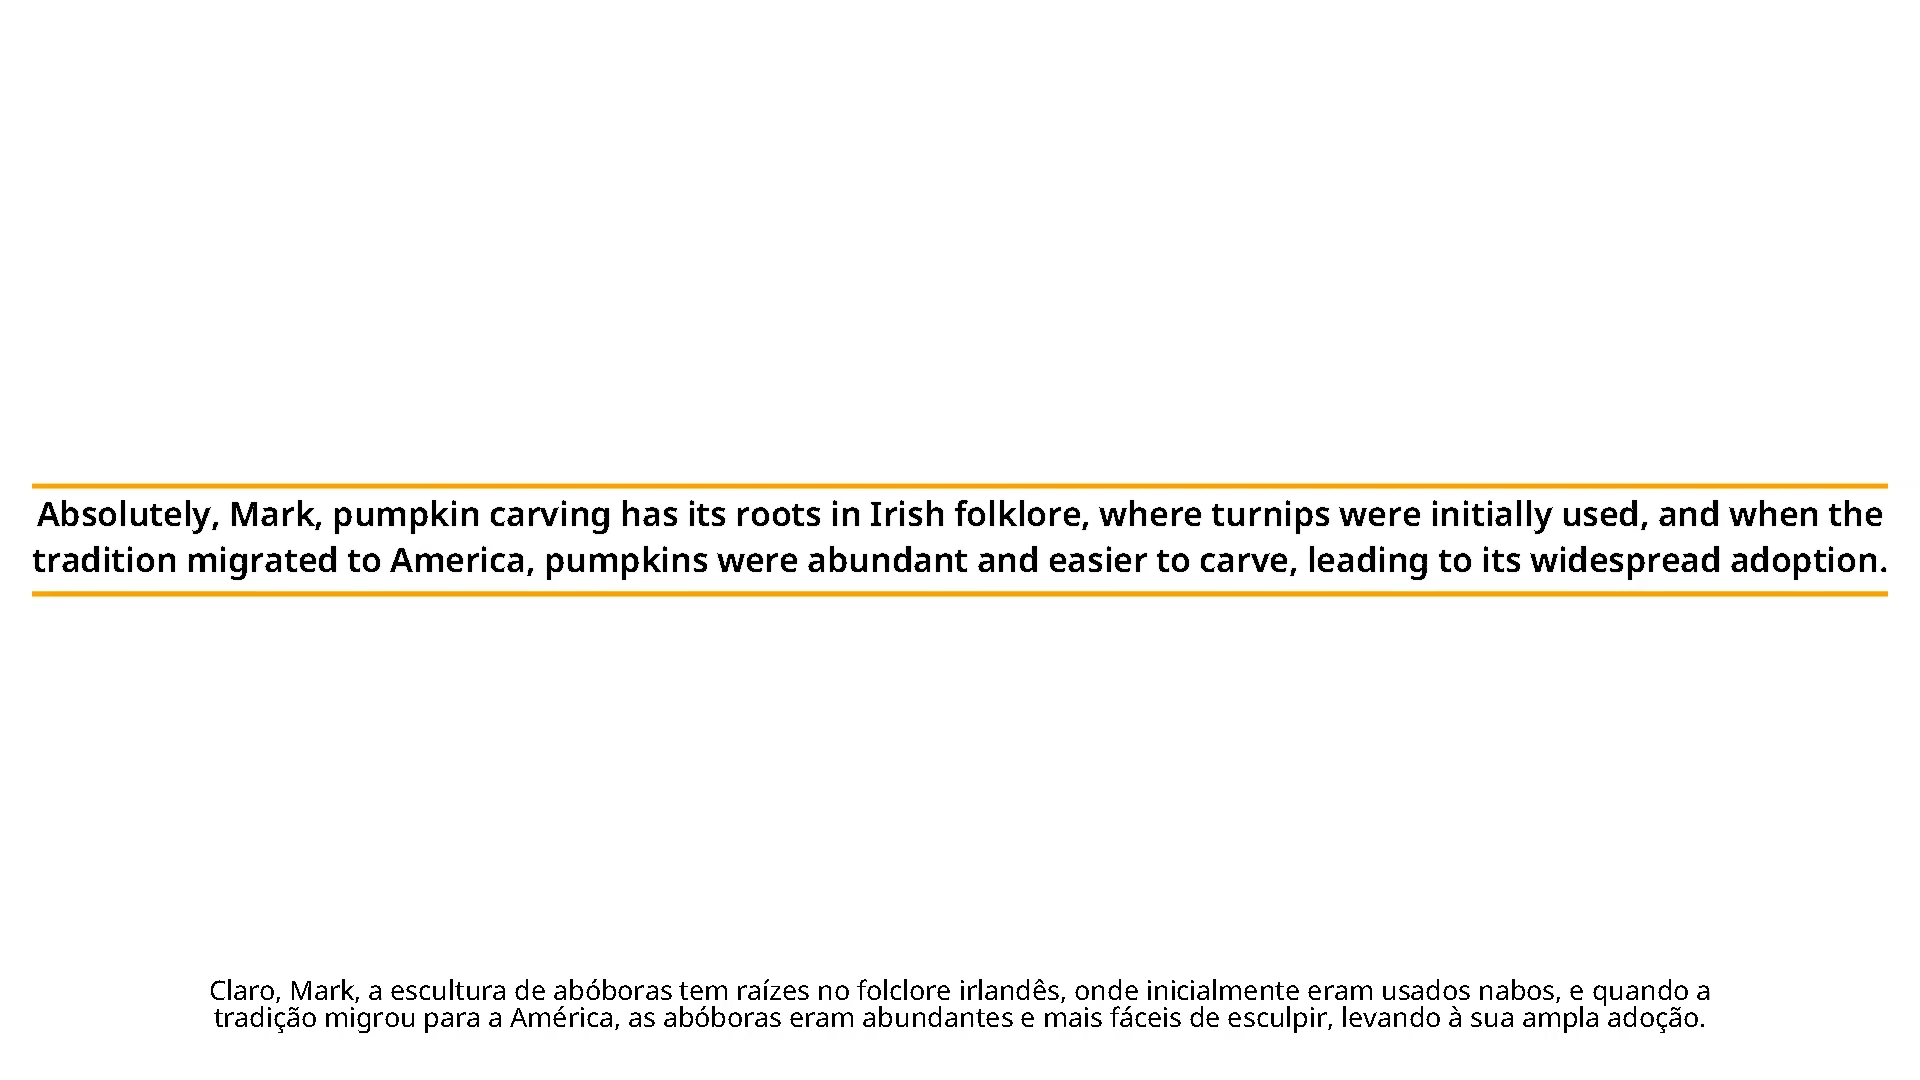 Absolutely, Mark, pumpkin carving has its roots in Irish folklore, where turnips were initially used, and when the
tradition migrated to America, pumpkins were abundant and easier to carve, leading to its widespread adoption.
Claro, Mark, a escultura de abóboras tem raízes no folclore irlandês, onde inicialmente eram usados nabos, e quando a
tradição migrou para a América, as abóboras eram abundantes e mais fáceis de esculpir, levando à sua ampla adoção.